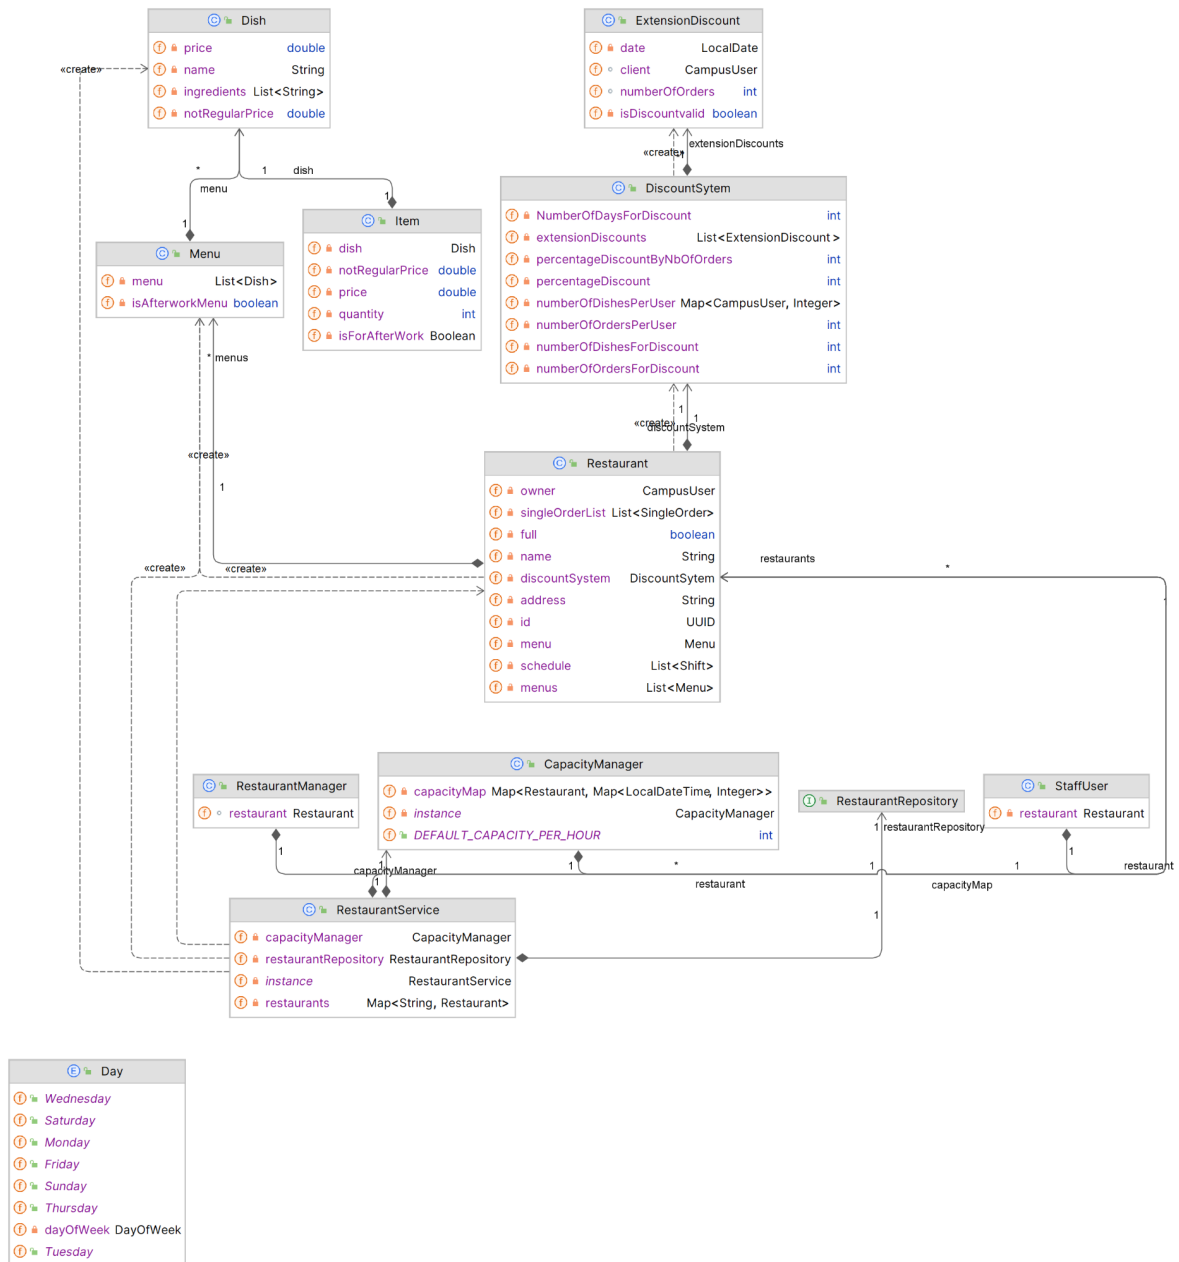 Dish
price double
name String
ingredients List<String>
notRegularPrice double
ExtensionDiscount
date LocalDate
client CampusUser
numberOfOrders int
isDiscountvalid boolean
«create»
* menu
1 dish
1
1
extensionDiscounts
«create»
*
1
DiscountSytem
NumberOfDaysForDiscount int
extensionDiscounts List<ExtensionDiscount>
percentageDiscountByNbOfOrders int
percentageDiscount int
numberOfDishesPerUser Map<CampusUser, Integer>
numberOfOrdersPerUser int
numberOfDishesForDiscount int
numberOfOrdersForDiscount int
Item
dish Dish
notRegularPrice double
price double
quantity int
isForAfterWork Boolean
Menu
menu List<Dish>
isAfterworkMenu boolean
* menus
«create»
1
1
1
«create»
discountSystem
Restaurant
owner CampusUser
singleOrderList List<SingleOrder>
full boolean
name String
discountSystem DiscountSytem
address String
id UUID
menu Menu
schedule List<Shift>
menus List<Menu>
«create»
«create»
restaurants
*
1
RestaurantManager
restaurant Restaurant
CapacityManager
capacityMap Map<Restaurant, Map<LocalDateTime, Integer>>
instance CapacityManager
DEFAULT_CAPACITY_PER_HOUR int
RestaurantRepository
StaffUser
restaurant Restaurant
1 restaurantRepository
1
1
1
*
1
1
1
restaurant
capacityManager
1
1
restaurant
capacityMap
1
RestaurantService
capacityManager CapacityManager
restaurantRepository RestaurantRepository
instance RestaurantService
restaurants Map<String, Restaurant>
Day
Wednesday
Saturday
Monday
Friday
Sunday
Thursday
dayOfWeek DayOfWeek
Tuesday